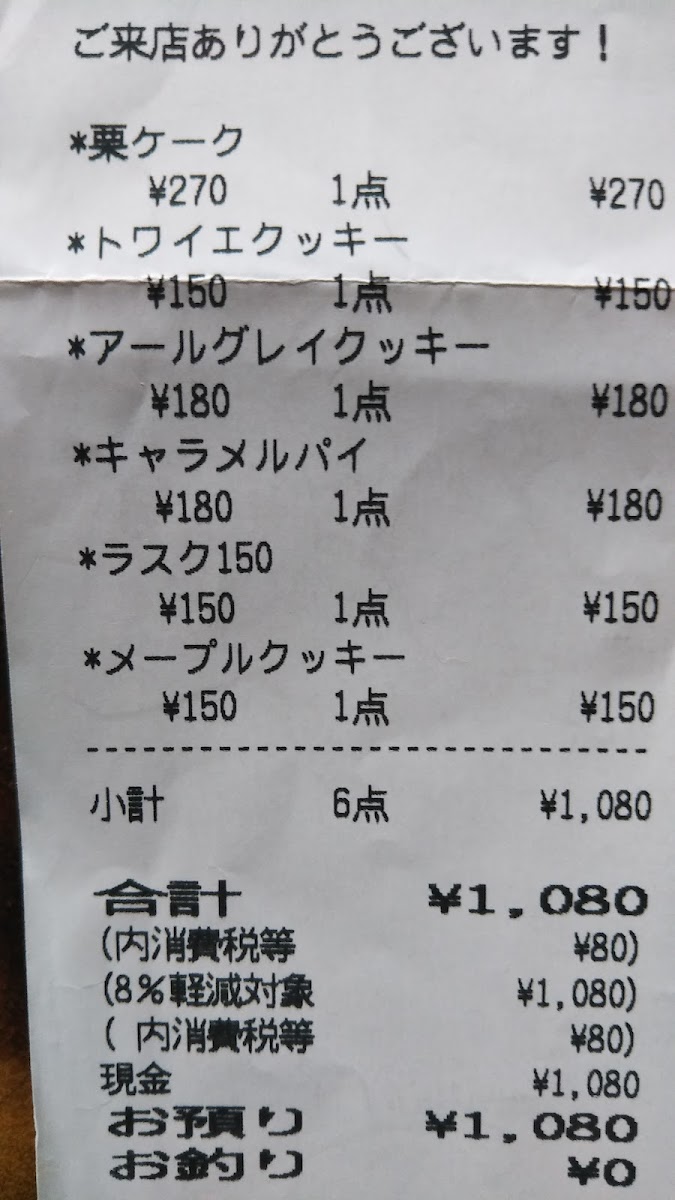 ご来店ありがとうございます！
*栗ケーク
¥270 1点 ¥270
*トワイエクッキー
¥150 1点 ¥150
*アールグレイクッキー
¥180 1点 ¥180
*キャラメルパイ
¥180 1点 ¥180
*ラスク150
¥150 1点 ¥150
*メープルクッキー
¥150 1点 ¥150
--------------------------------
小計 6点 ¥1,080
合計 ¥1,080
(内消費税等 ¥80)
(8%軽減対象 ¥1,080)
( 内消費税等 ¥80)
現金 ¥1,080
お預り ¥1,080
お釣り ¥0